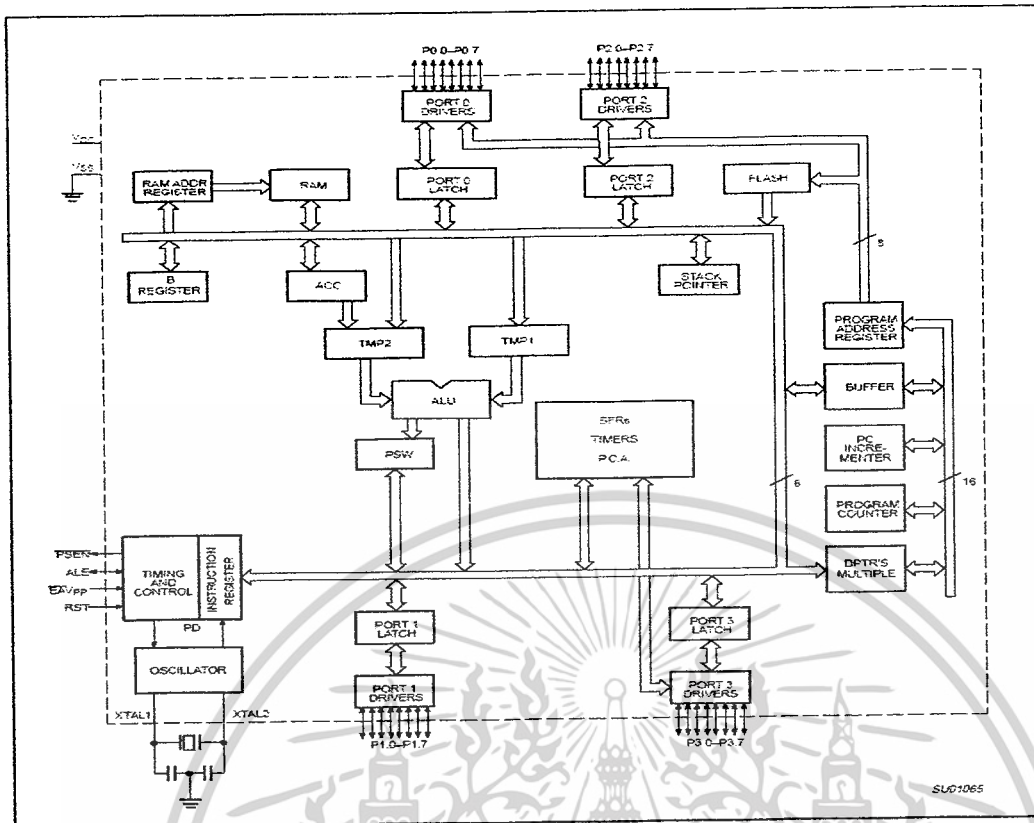 P0.0–P0.7
P2.0–P2.7
PORT 0
DRIVERS
PORT 2
DRIVERS
VCC
VSS
RAM ADDR
REGISTER
RAM
PORT 0
LATCH
PORT 2
LATCH
FLASH
8
B
REGISTER
ACC
STACK
POINTER
PROGRAM
ADDRESS
REGISTER
TMP2
TMP1
BUFFER
ALU
SFRs
TIMERS
P.C.A.
PSW
PC
INCRE-
MENTER
8
16
PROGRAM
COUNTER
PSEN
ALE
EAVPP
RST
TIMING
AND
CONTROL
INSTRUCTION
REGISTER
DPTR'S
MULTIPLE
PD
PORT 1
LATCH
PORT 3
LATCH
OSCILLATOR
PORT 1
DRIVERS
PORT 3
DRIVERS
XTAL1
XTAL2
P1.0–P1.7
P3.0–P3.7
SU01065